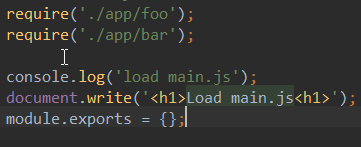 require('./app/foo');
require('./app/bar');
console.log('load main.js');
document.write('<h1>Load main.js<h1>');
module.exports = {};